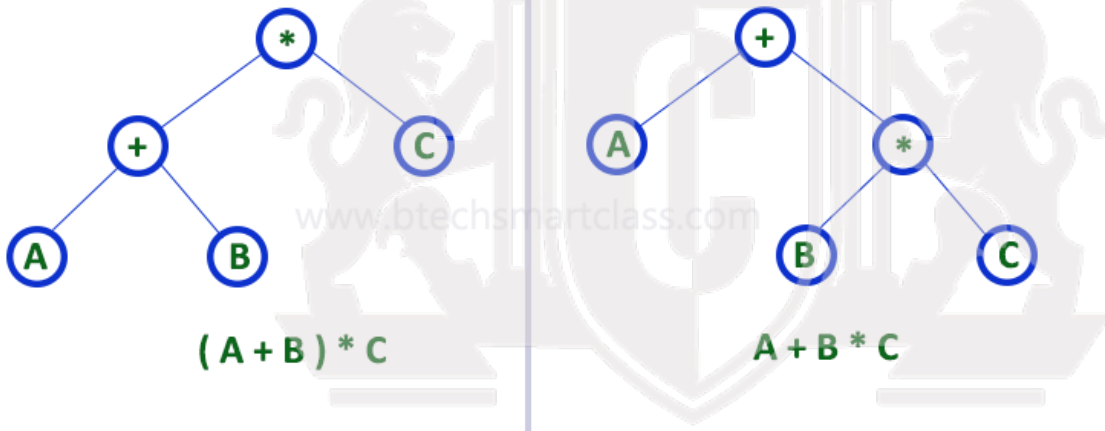 *
+
C
A
B
( A + B ) * C
+
A
*
B
C
A + B * C
www.btechsmartclass.com